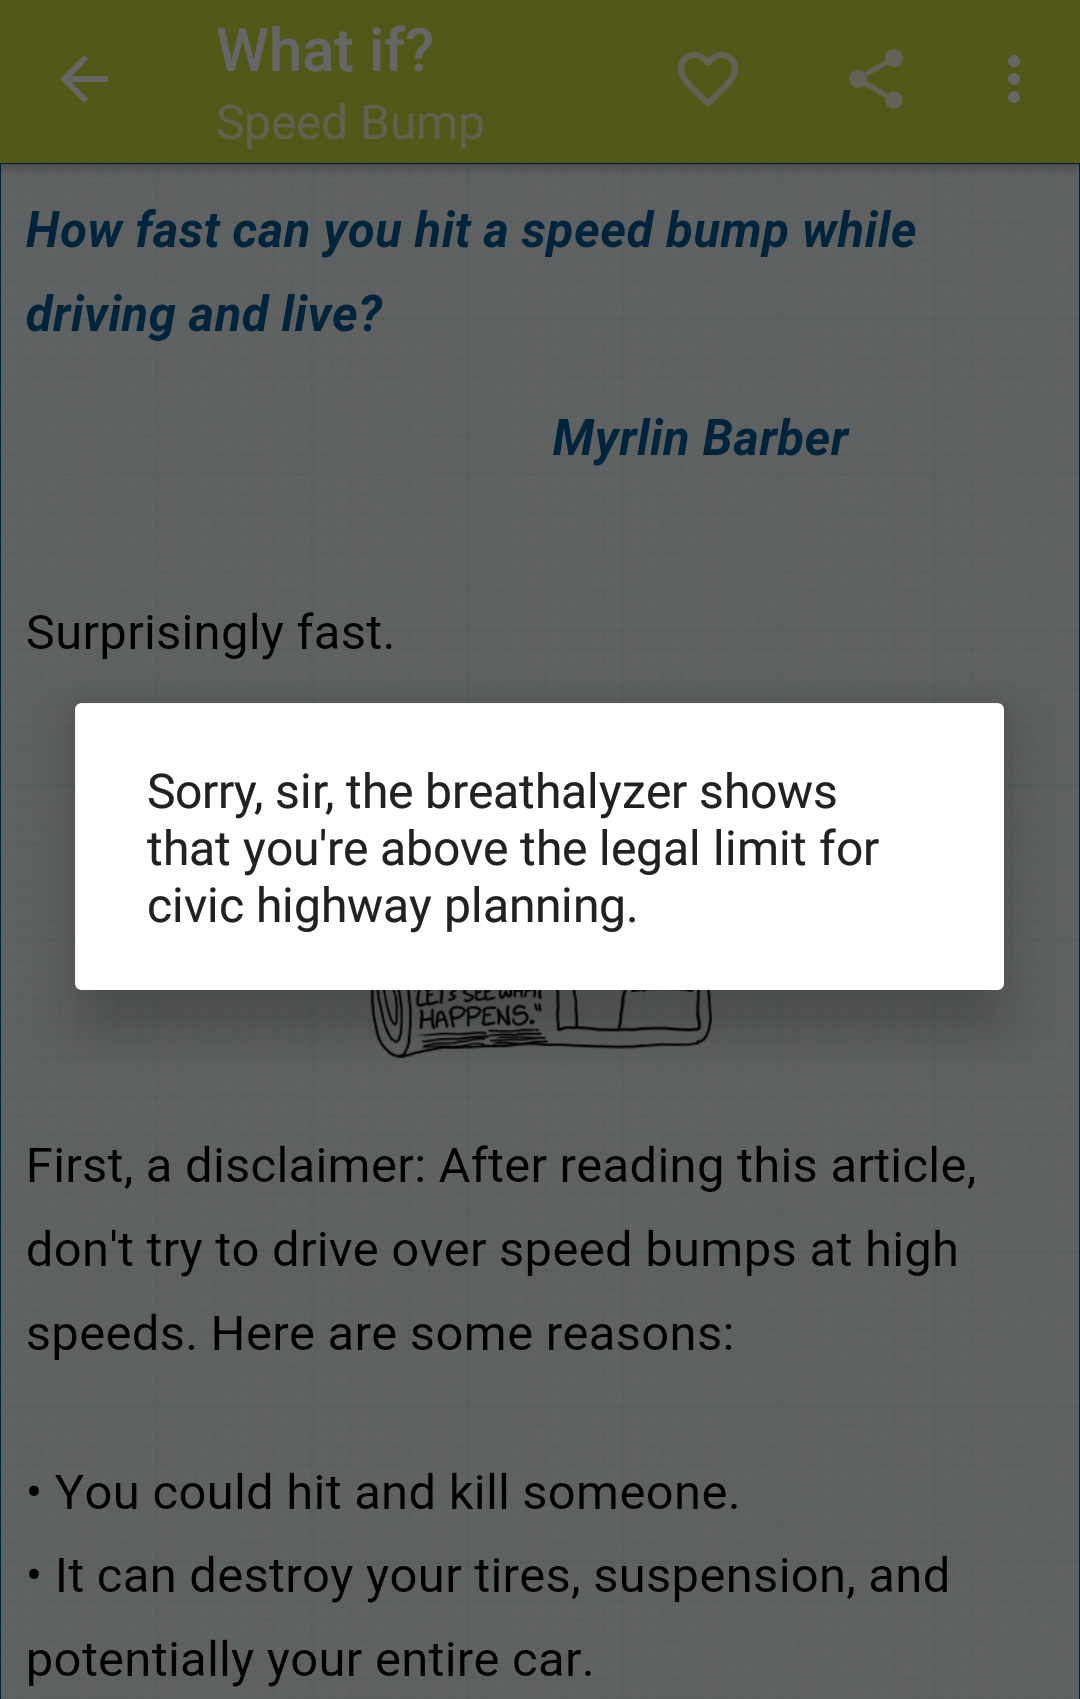 What if?
Speed Bump
How fast can you hit a speed bump while
driving and live?
Myrlin Barber
Surprisingly fast.
Sorry, sir, the breathalyzer shows
that you're above the legal limit for
civic highway planning.
LET'S SEE WHAT
HAPPENS."
First, a disclaimer: After reading this article,
don't try to drive over speed bumps at high
speeds. Here are some reasons:
• You could hit and kill someone.
• It can destroy your tires, suspension, and
potentially your entire car.